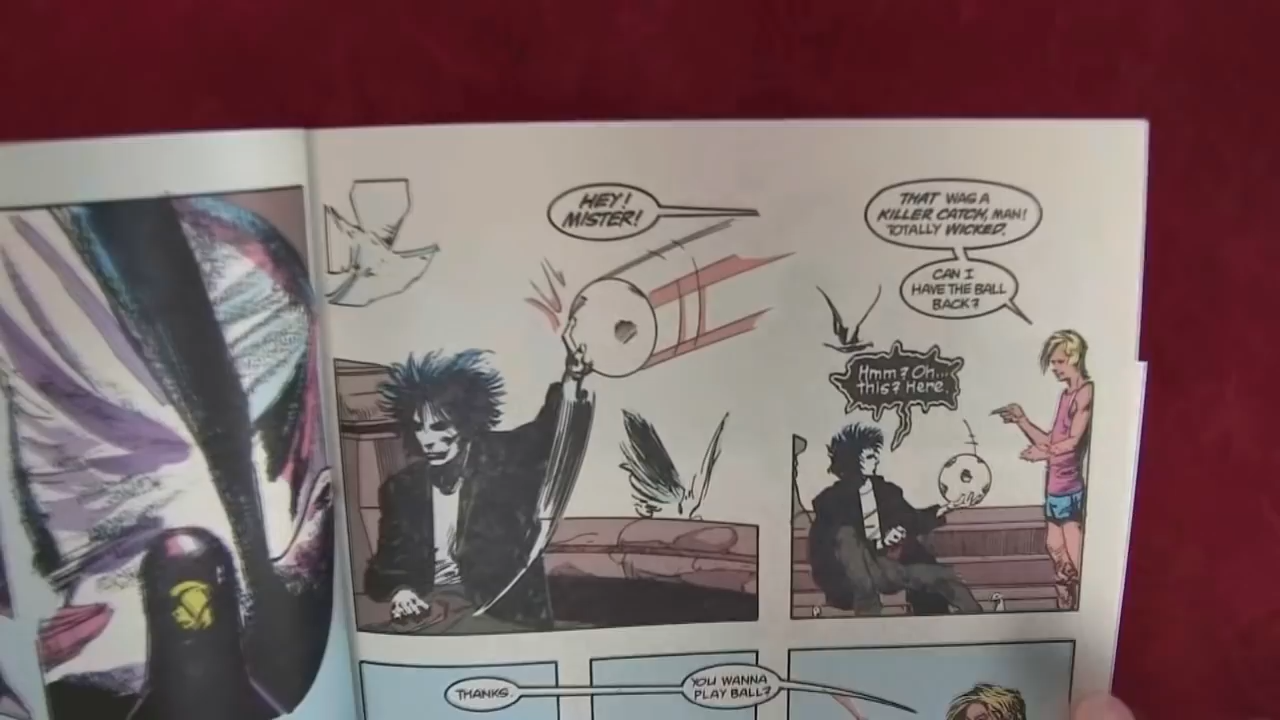 HEY!
MISTER!
THAT WAS A
KILLER CATCH, MAN!
TOTALLY WICKED.
CAN I
HAVE THE BALL
BACK?
Hmm? Oh...
this? Here.
THANKS.
YOU WANNA
PLAY BALL?